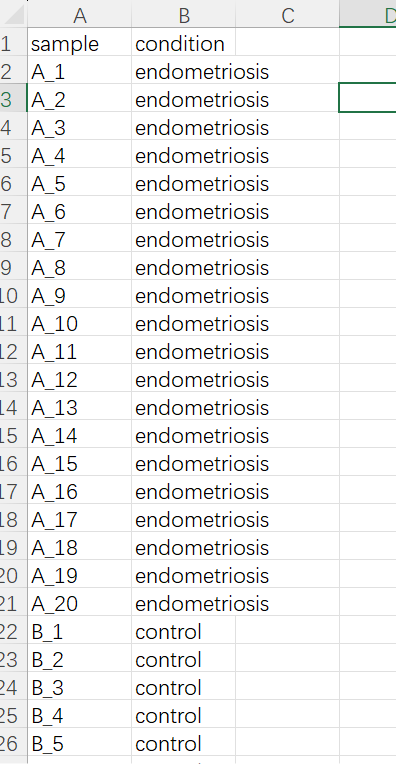 A B C D
1 sample condition
2 A_1 endometriosis
3 A_2 endometriosis
4 A_3 endometriosis
5 A_4 endometriosis
6 A_5 endometriosis
7 A_6 endometriosis
8 A_7 endometriosis
9 A_8 endometriosis
10 A_9 endometriosis
11 A_10 endometriosis
12 A_11 endometriosis
13 A_12 endometriosis
14 A_13 endometriosis
15 A_14 endometriosis
16 A_15 endometriosis
17 A_16 endometriosis
18 A_17 endometriosis
19 A_18 endometriosis
20 A_19 endometriosis
21 A_20 endometriosis
22 B_1 control
23 B_2 control
24 B_3 control
25 B_4 control
26 B_5 control